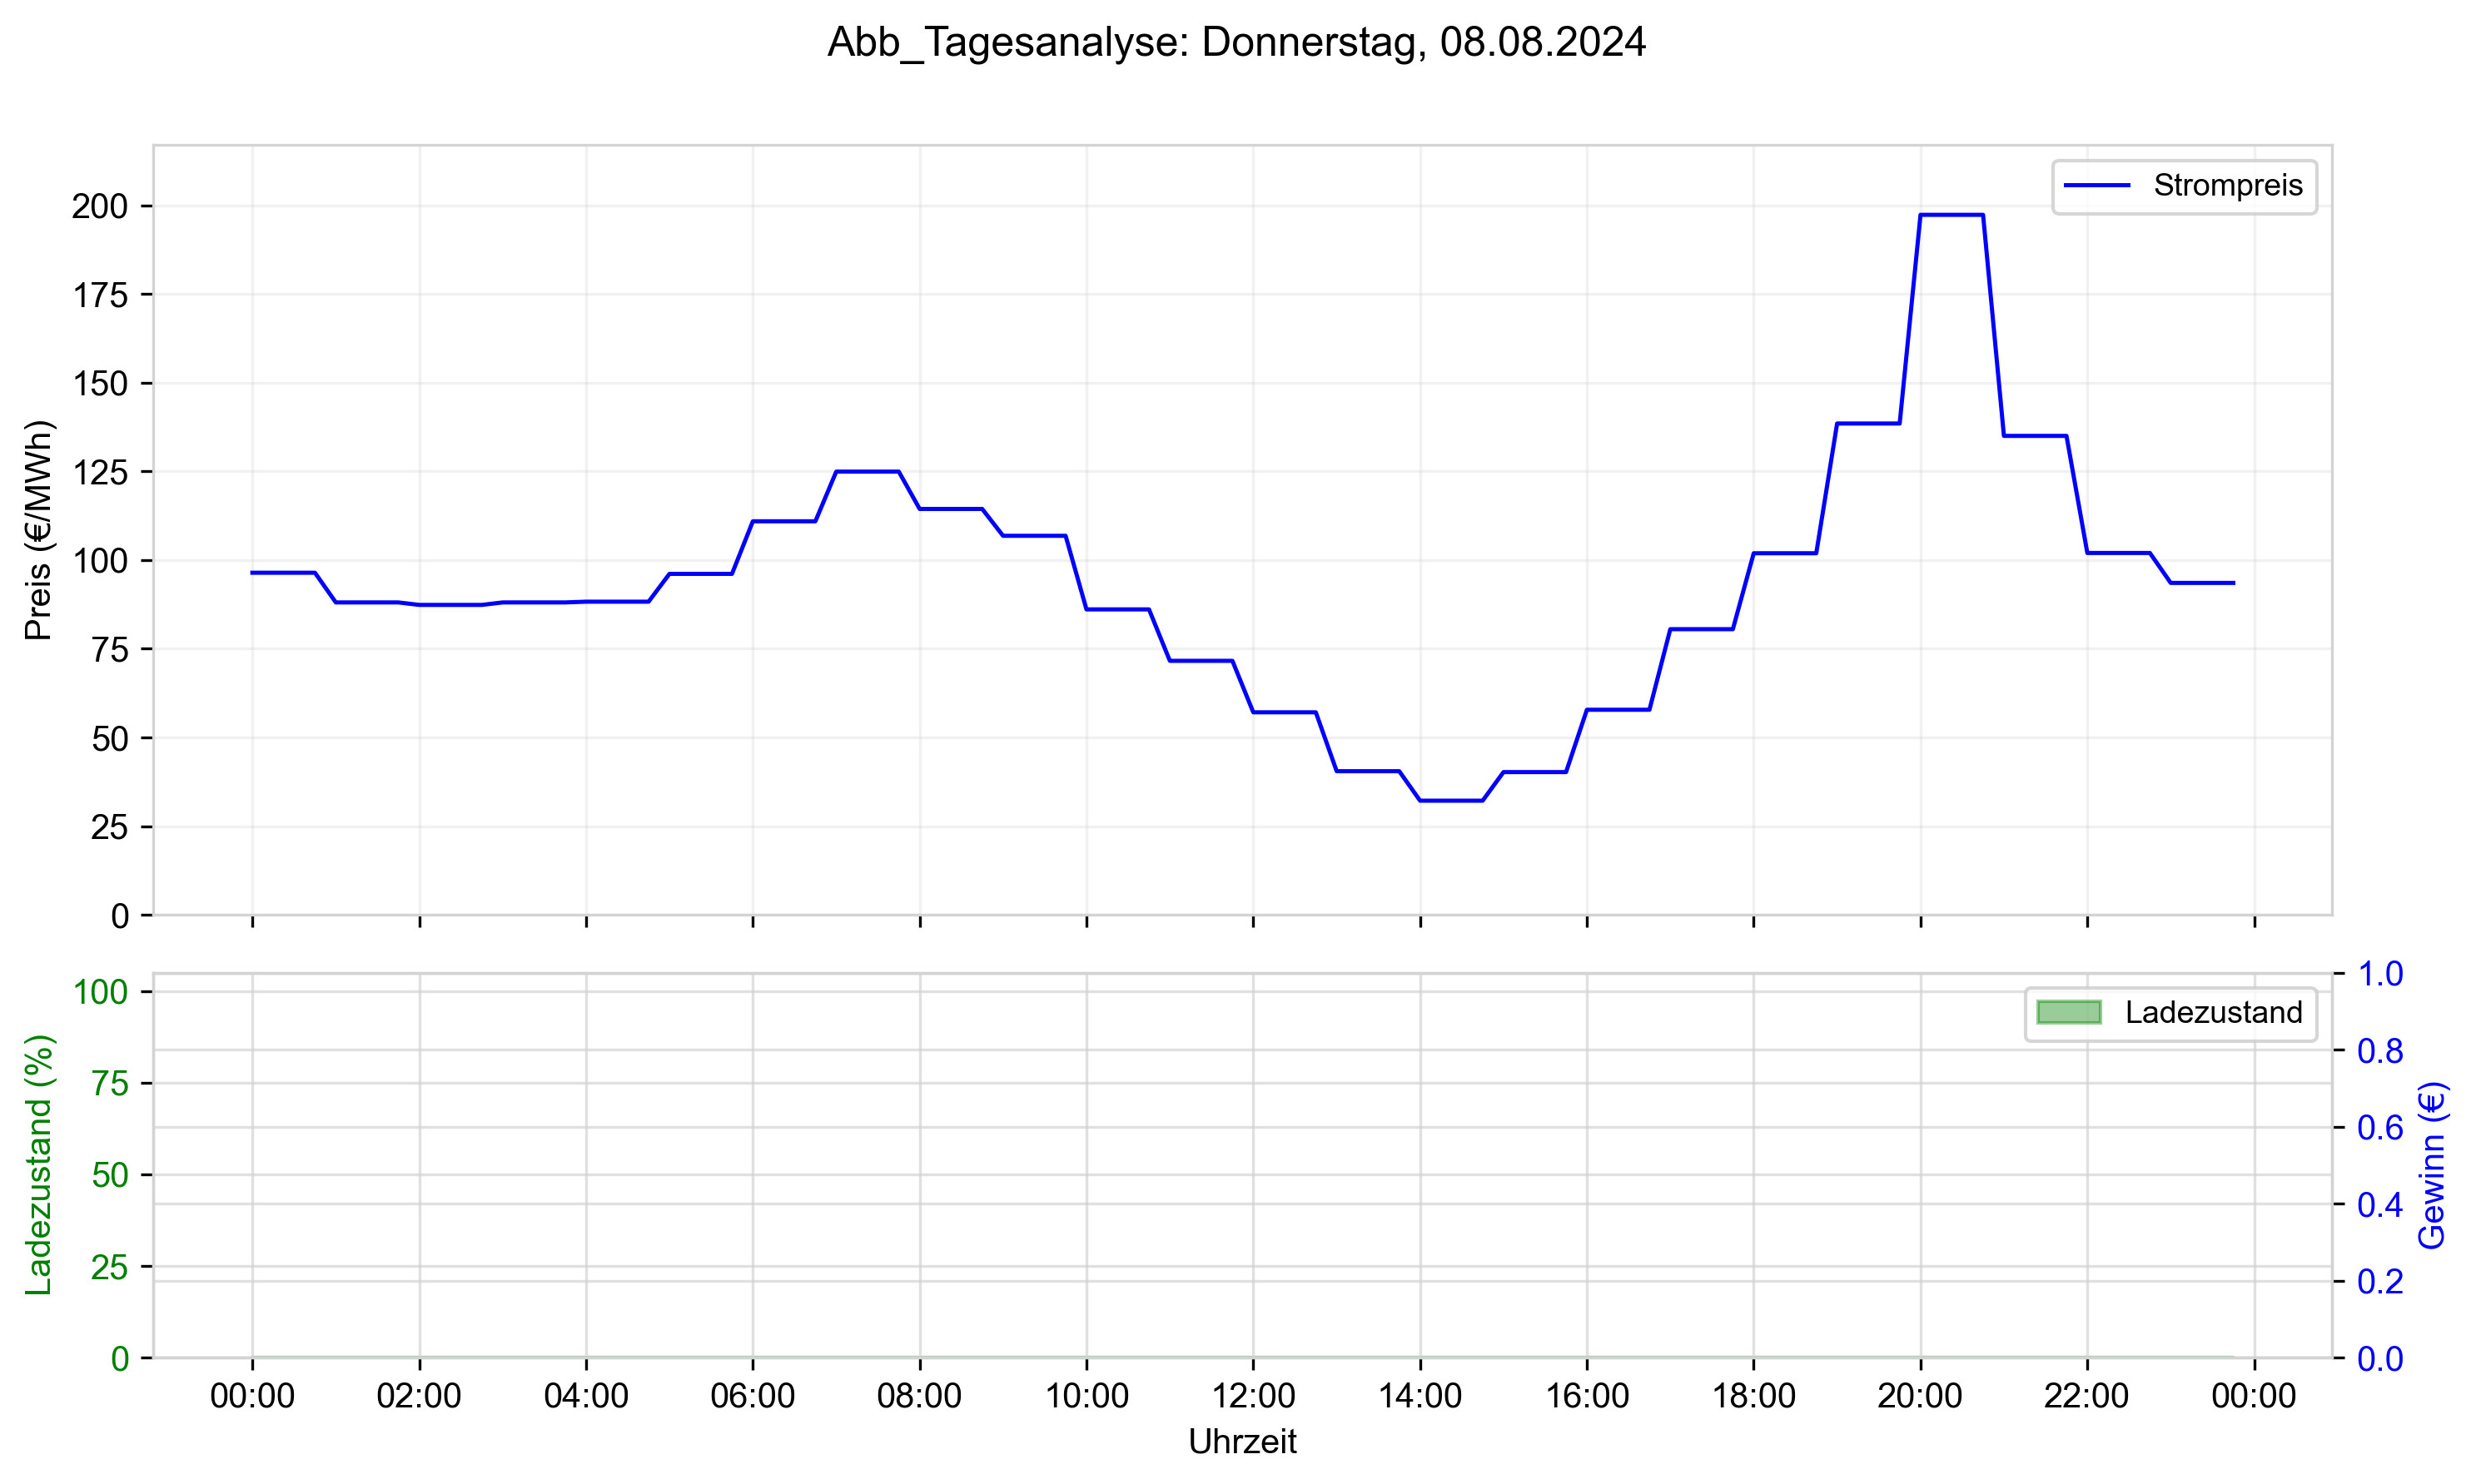 Abb_Tagesanalyse: Donnerstag, 08.08.2024
Preis (€/MWh)
200
175
150
125
100
75
50
25
0
Strompreis
Ladezustand (%)
100
75
50
25
0
Ladezustand
1.0
0.8
0.6
0.4
0.2
0.0
Gewinn (€)
00:00 02:00 04:00 06:00 08:00 10:00 12:00 14:00 16:00 18:00 20:00 22:00 00:00
Uhrzeit